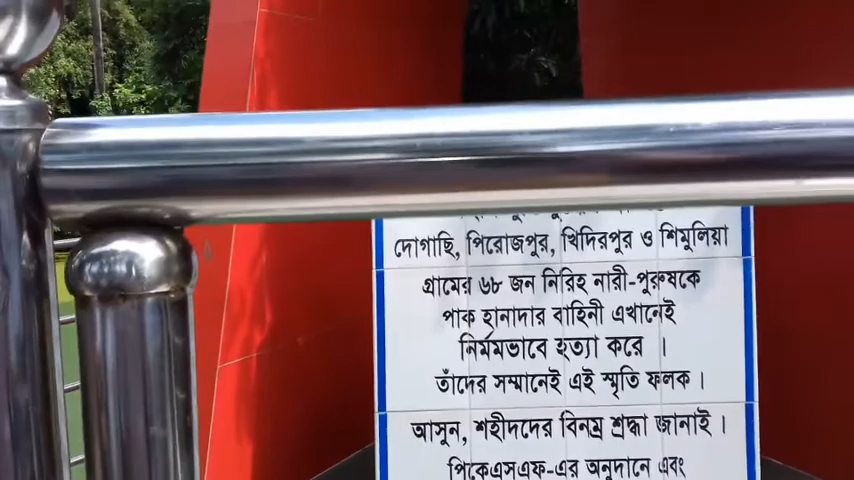 দোগাছি, পিরোজপুর, খিদিরপুর ও শিমুলিয়া
গ্রামের ৬৮ জন নিরিহ নারী-পুরুষকে
পাক হানাদার বাহিনী এখানেই
নির্মমভাবে হত্যা করে ।
তাঁদের সম্মানেই এই স্মৃতি ফলক ।
আসুন, শহীদদের বিনম্র শ্রদ্ধা জানাই ।
পিকেএসএফ-এর অনুদানে এবং